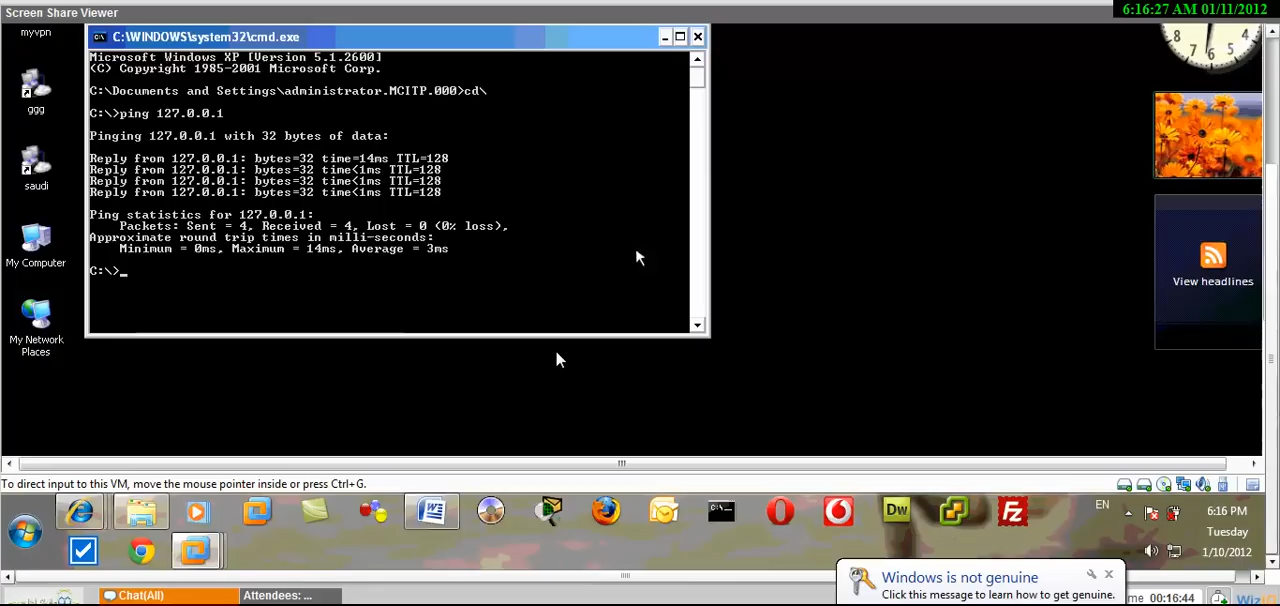 6:16:27 AM 01/11/2012
Screen Share Viewer
myvpn
ggg
saudi
My Computer
My Network
Places
C:\WINDOWS\system32\cmd.exe
Microsoft Windows XP [Version 5.1.2600]
(C) Copyright 1985-2001 Microsoft Corp.
C:\Documents and Settings\administrator.MCITP.000>cd\
C:\>ping 127.0.0.1
Pinging 127.0.0.1 with 32 bytes of data:
Reply from 127.0.0.1: bytes=32 time=14ms TTL=128
Reply from 127.0.0.1: bytes=32 time<1ms TTL=128
Reply from 127.0.0.1: bytes=32 time<1ms TTL=128
Reply from 127.0.0.1: bytes=32 time<1ms TTL=128
Ping statistics for 127.0.0.1:
Packets: Sent = 4, Received = 4, Lost = 0 (0% loss),
Approximate round trip times in milli-seconds:
Minimum = 0ms, Maximum = 14ms, Average = 3ms
C:\>_
8 4
7 6 5
View headlines
To direct input to this VM, move the mouse pointer inside or press Ctrl+G.
Dw
Fz
EN
6:16 PM
Tuesday
1/10/2012
Windows is not genuine
Click this message to learn how to get genuine.
Chat(All)
Attendees: ...
me 00:16:44
WizIQ